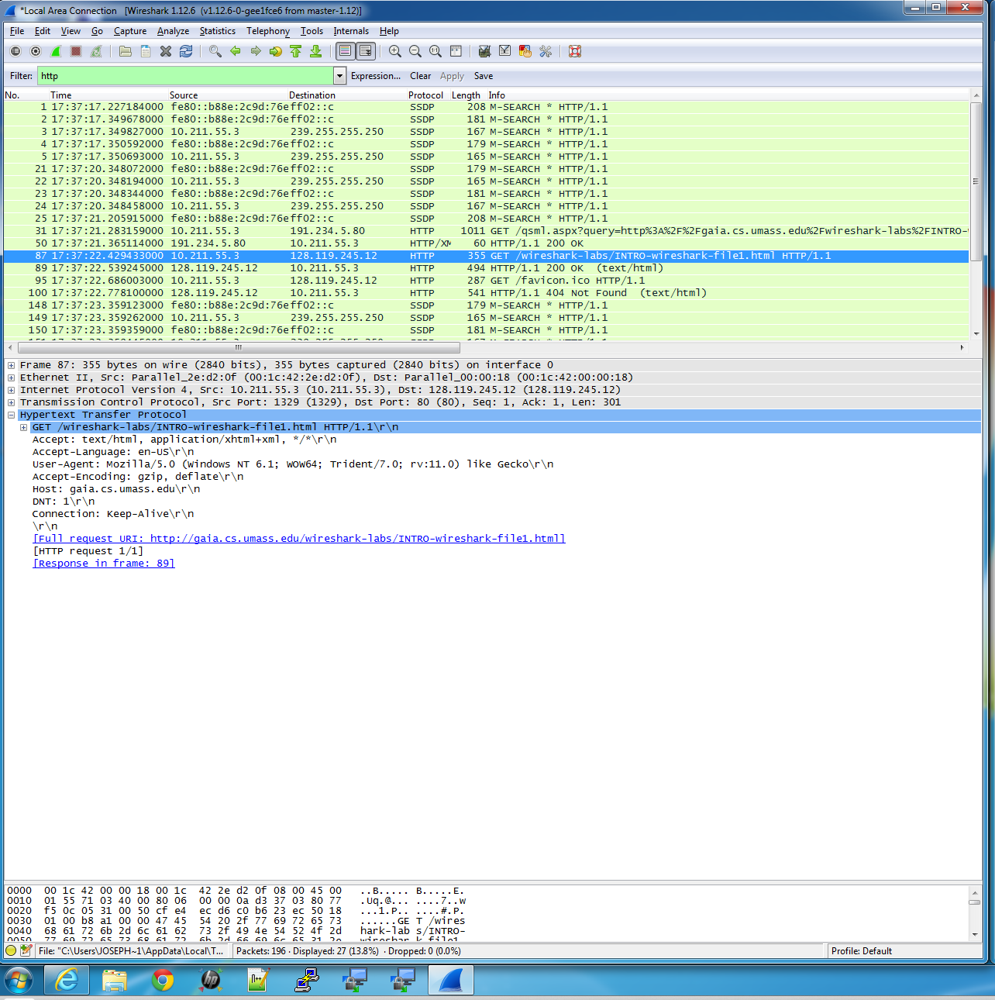 *Local Area Connection [Wireshark 1.12.6 (v1.12.6-0-gee1fce6 from master-1.12)]
File Edit View Go Capture Analyze Statistics Telephony Tools Internals Help
Filter: http Expression... Clear Apply Save
No. Time Source Destination Protocol Length Info
1 17:37:17.227184000 fe80::b88e:2c9d:76e ff02::c SSDP 208 M-SEARCH * HTTP/1.1
2 17:37:17.349678000 fe80::b88e:2c9d:76e ff02::c SSDP 181 M-SEARCH * HTTP/1.1
3 17:37:17.349827000 10.211.55.3 239.255.255.250 SSDP 167 M-SEARCH * HTTP/1.1
4 17:37:17.350592000 fe80::b88e:2c9d:76e ff02::c SSDP 179 M-SEARCH * HTTP/1.1
5 17:37:17.350693000 10.211.55.3 239.255.255.250 SSDP 165 M-SEARCH * HTTP/1.1
21 17:37:20.348072000 fe80::b88e:2c9d:76e ff02::c SSDP 179 M-SEARCH * HTTP/1.1
22 17:37:20.348194000 10.211.55.3 239.255.255.250 SSDP 165 M-SEARCH * HTTP/1.1
23 17:37:20.348344000 fe80::b88e:2c9d:76e ff02::c SSDP 181 M-SEARCH * HTTP/1.1
24 17:37:20.348458000 10.211.55.3 239.255.255.250 SSDP 167 M-SEARCH * HTTP/1.1
25 17:37:21.205915000 fe80::b88e:2c9d:76e ff02::c SSDP 208 M-SEARCH * HTTP/1.1
31 17:37:21.283159000 10.211.55.3 191.234.5.80 HTTP 1011 GET /qsml.aspx?query=http%3A%2F%2Fgaia.cs.umass.edu%2Fwireshark-labs%2FINTRO-
50 17:37:21.365114000 191.234.5.80 10.211.55.3 HTTP/XM 60 HTTP/1.1 200 OK
87 17:37:22.429433000 10.211.55.3 128.119.245.12 HTTP 355 GET /wireshark-labs/INTRO-wireshark-file1.html HTTP/1.1
89 17:37:22.539245000 128.119.245.12 10.211.55.3 HTTP 494 HTTP/1.1 200 OK (text/html)
95 17:37:22.686003000 10.211.55.3 128.119.245.12 HTTP 287 GET /favicon.ico HTTP/1.1
100 17:37:22.778100000 128.119.245.12 10.211.55.3 HTTP 541 HTTP/1.1 404 Not Found (text/html)
148 17:37:23.359123000 fe80::b88e:2c9d:76e ff02::c SSDP 179 M-SEARCH * HTTP/1.1
149 17:37:23.359262000 10.211.55.3 239.255.255.250 SSDP 165 M-SEARCH * HTTP/1.1
150 17:37:23.359359000 fe80::b88e:2c9d:76e ff02::c SSDP 181 M-SEARCH * HTTP/1.1
Frame 87: 355 bytes on wire (2840 bits), 355 bytes captured (2840 bits) on interface 0
Ethernet II, Src: Parallel_2e:d2:0f (00:1c:42:2e:d2:0f), Dst: Parallel_00:00:18 (00:1c:42:00:00:18)
Internet Protocol Version 4, Src: 10.211.55.3 (10.211.55.3), Dst: 128.119.245.12 (128.119.245.12)
Transmission Control Protocol, Src Port: 1329 (1329), Dst Port: 80 (80), Seq: 1, Ack: 1, Len: 301
Hypertext Transfer Protocol
GET /wireshark-labs/INTRO-wireshark-file1.html HTTP/1.1\r\n
Accept: text/html, application/xhtml+xml, */*\r\n
Accept-Language: en-US\r\n
User-Agent: Mozilla/5.0 (Windows NT 6.1; WOW64; Trident/7.0; rv:11.0) like Gecko\r\n
Accept-Encoding: gzip, deflate\r\n
Host: gaia.cs.umass.edu\r\n
DNT: 1\r\n
Connection: Keep-Alive\r\n
\r\n
[Full request URI: http://gaia.cs.umass.edu/wireshark-labs/INTRO-wireshark-file1.html]
[HTTP request 1/1]
[Response in frame: 89]
0000 00 1c 42 00 00 18 00 1c 42 2e d2 0f 08 00 45 00 ..B..... B.....E.
0010 01 55 71 03 40 00 80 06 00 00 0a d3 37 03 80 77 .Uq.@... ....7..w
0020 f5 0c 05 31 00 50 cf e4 ec d6 c0 b6 23 ec 50 18 ...1.P.. ....#.P.
0030 01 00 b8 a1 00 00 47 45 54 20 2f 77 69 72 65 73 ......GE T /wires
0040 68 61 72 6b 2d 6c 61 62 73 2f 49 4e 54 52 4f 2d hark-lab s/INTRO-
File: "C:\Users\JOSEPH~1\AppData\Local\T... Packets: 196 · Displayed: 27 (13.8%) · Dropped: 0 (0.0%) Profile: Default